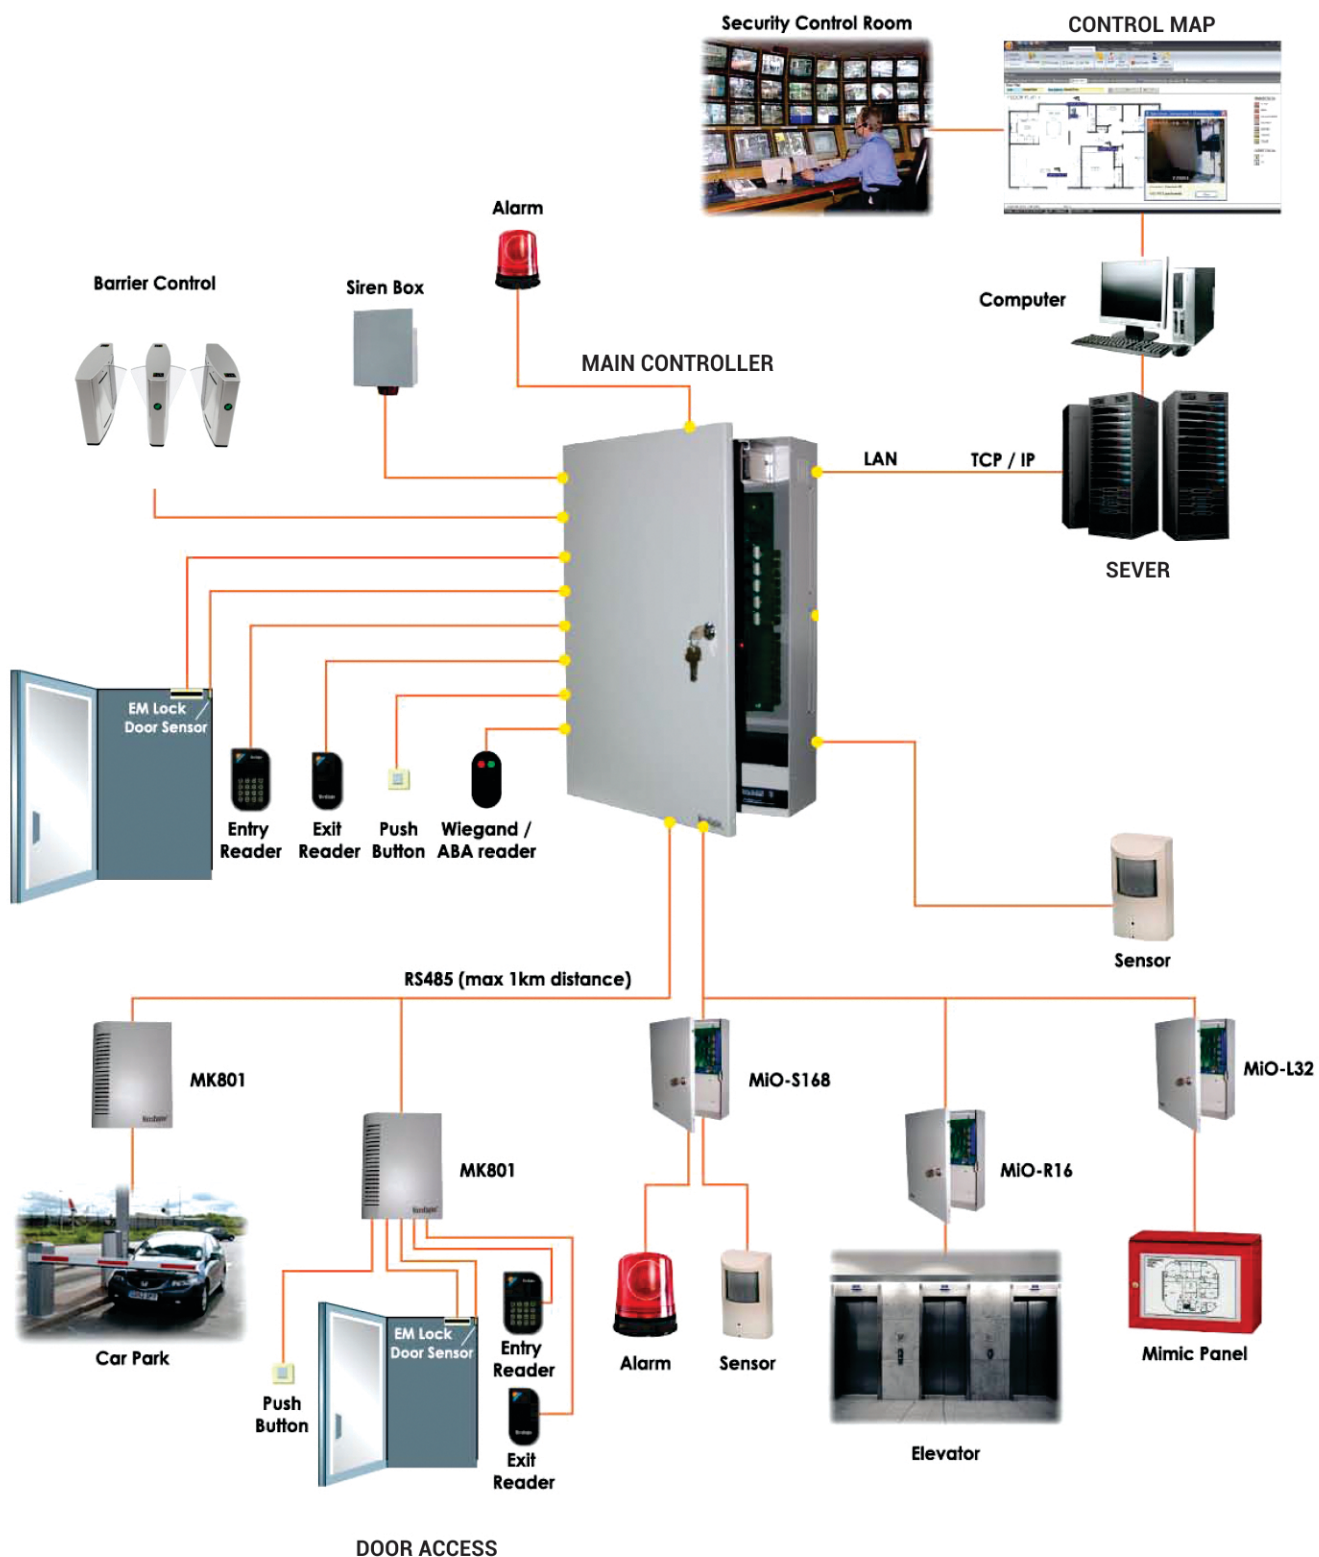 Security Control Room
CONTROL MAP
Alarm
Barrier Control
Siren Box
Computer
MAIN CONTROLLER
LAN
TCP / IP
SEVER
EM Lock
Door Sensor
Entry
Reader
Exit
Reader
Push
Button
Wiegand /
ABA reader
Sensor
RS485 (max 1km distance)
MK801
MiO-S168
MiO-L32
MK801
MiO-R16
Car Park
Push
Button
EM Lock
Door Sensor
Entry
Reader
Exit
Reader
Alarm
Sensor
Elevator
Mimic Panel
DOOR ACCESS